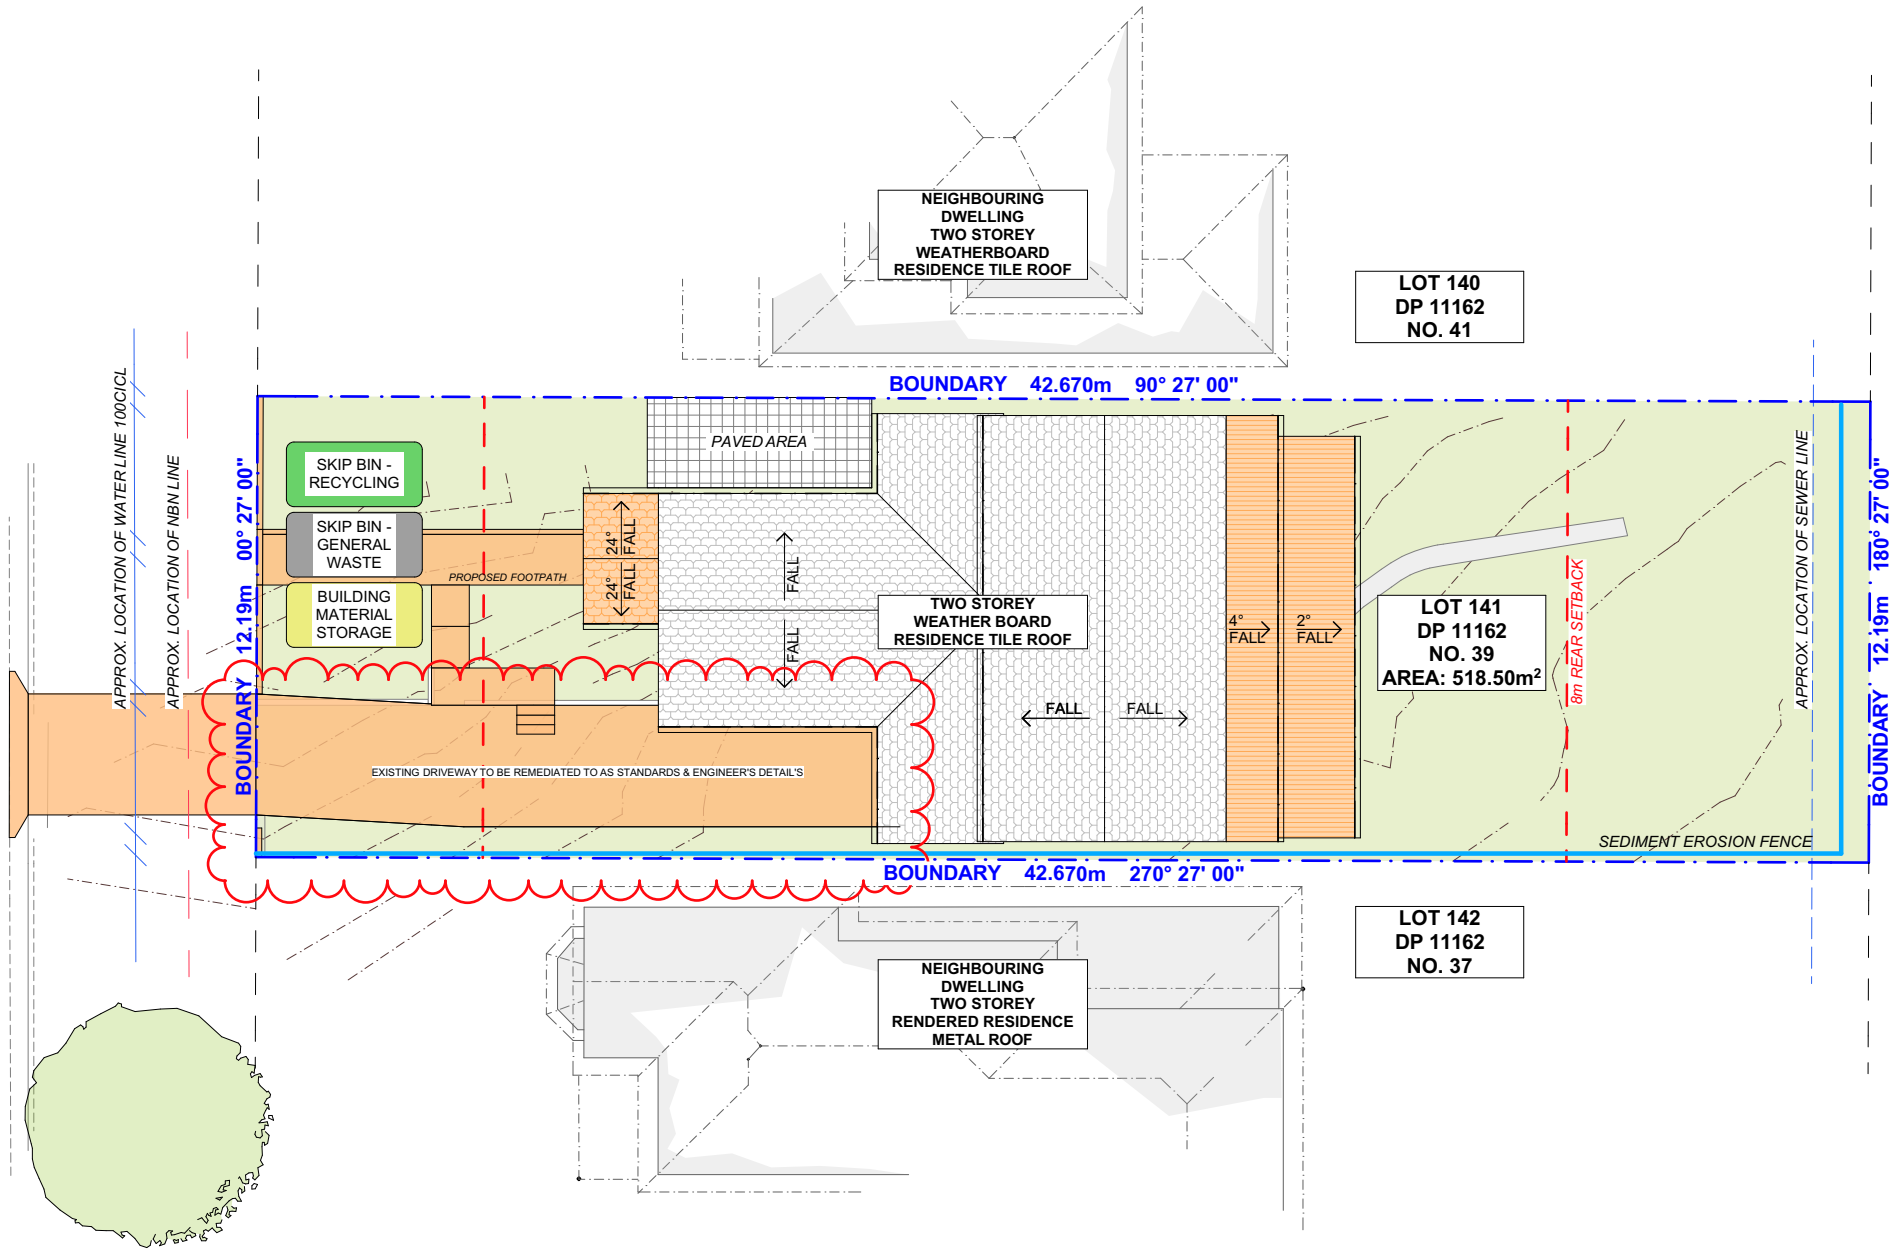 NEIGHBOURING
DWELLING
TWO STOREY
WEATHERBOARD
RESIDENCE TILE ROOF
LOT 140
DP 11162
NO. 41
BOUNDARY 42.670m 90° 27' 00"
APPROX. LOCATION OF WATER LINE 100CICL
APPROX. LOCATION OF NBN LINE
BOUNDARY 12.19m 00° 27' 00"
SKIP BIN -
RECYCLING
SKIP BIN -
GENERAL
WASTE
BUILDING
MATERIAL
STORAGE
PROPOSED FOOTPATH
PAVED AREA
24°
FALL
24°
FALL
FALL
FALL
TWO STOREY
WEATHER BOARD
RESIDENCE TILE ROOF
FALL
FALL
4°
FALL
2°
FALL
LOT 141
DP 11162
NO. 39
AREA: 518.50m²
8m REAR SETBACK
APPROX. LOCATION OF SEWER LINE
BOUNDARY 12.19m 180° 27' 00"
EXISTING DRIVEWAY TO BE REMEDIATED TO AS STANDARDS & ENGINEER'S DETAIL'S
SEDIMENT EROSION FENCE
BOUNDARY 42.670m 270° 27' 00"
LOT 142
DP 11162
NO. 37
NEIGHBOURING
DWELLING
TWO STOREY
RENDERED RESIDENCE
METAL ROOF